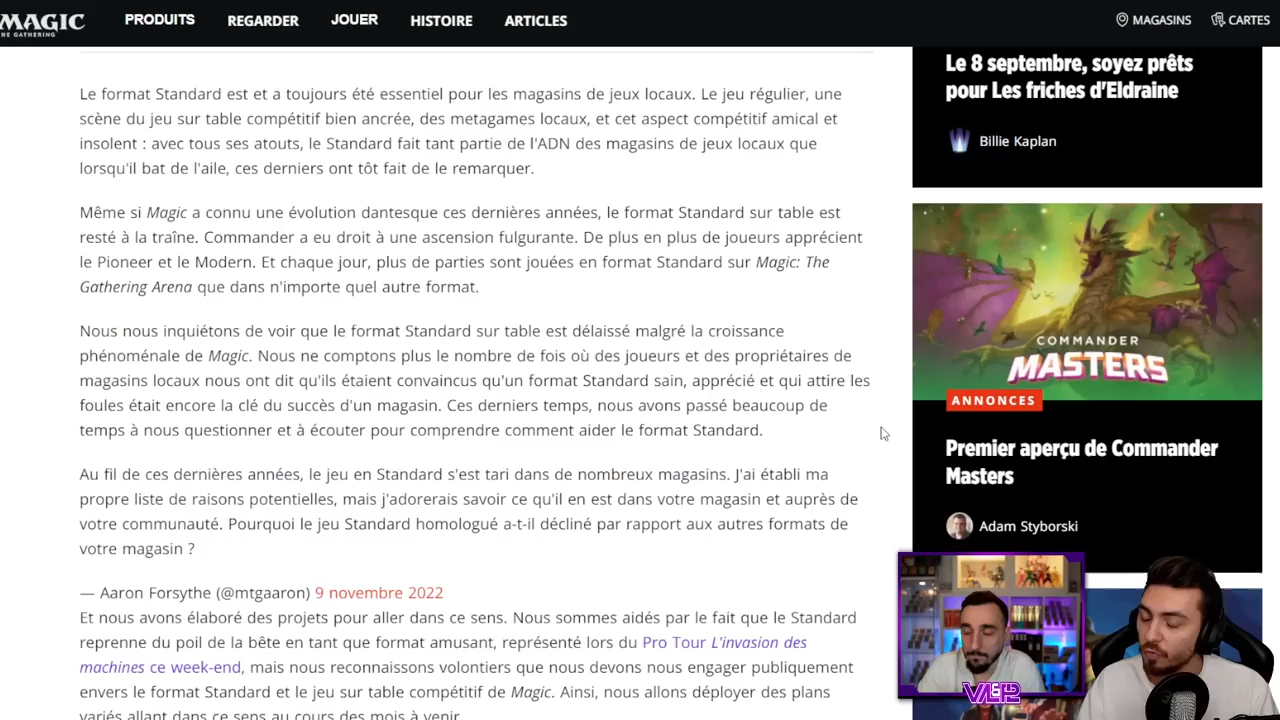 MAGIC
THE GATHERING
PRODUITS
REGARDER
JOUER
HISTOIRE
ARTICLES
MAGASINS
CARTES
Le format Standard est et a toujours été essentiel pour les magasins de jeux locaux. Le jeu régulier, une
scène du jeu sur table compétitif bien ancrée, des metagames locaux, et cet aspect compétitif amical et
insolent : avec tous ses atouts, le Standard fait tant partie de l'ADN des magasins de jeux locaux que
lorsqu'il bat de l'aile, ces derniers ont tôt fait de le remarquer.
Même si Magic a connu une évolution dantesque ces dernières années, le format Standard sur table est
resté à la traîne. Commander a eu droit à une ascension fulgurante. De plus en plus de joueurs apprécient
le Pioneer et le Modern. Et chaque jour, plus de parties sont jouées en format Standard sur Magic: The
Gathering Arena que dans n'importe quel autre format.
Nous nous inquiétons de voir que le format Standard sur table est délaissé malgré la croissance
phénoménale de Magic. Nous ne comptons plus le nombre de fois où des joueurs et des propriétaires de
magasins locaux nous ont dit qu'ils étaient convaincus qu'un format Standard sain, apprécié et qui attire les
foules était encore la clé du succès d'un magasin. Ces derniers temps, nous avons passé beaucoup de
temps à nous questionner et à écouter pour comprendre comment aider le format Standard.
Au fil de ces dernières années, le jeu en Standard s'est tari dans de nombreux magasins. J'ai établi ma
propre liste de raisons potentielles, mais j'adorerais savoir ce qu'il en est dans votre magasin et auprès de
votre communauté. Pourquoi le jeu Standard homologué a-t-il décliné par rapport aux autres formats de
votre magasin ?
— Aaron Forsythe (@mtgaaron) 9 novembre 2022
Et nous avons élaboré des projets pour aller dans ce sens. Nous sommes aidés par le fait que le Standard
reprenne du poil de la bête en tant que format amusant, représenté lors du Pro Tour L'invasion des
machines ce week-end, mais nous reconnaissons volontiers que nous devons nous engager publiquement
envers le format Standard et le jeu sur table compétitif de Magic. Ainsi, nous allons déployer des plans
variés allant dans ce sens au cours des mois à venir.
Le 8 septembre, soyez prêts
pour Les friches d'Eldraine
Billie Kaplan
COMMANDER
MASTERS
ANNONCES
Premier aperçu de Commander
Masters
Adam Styborski